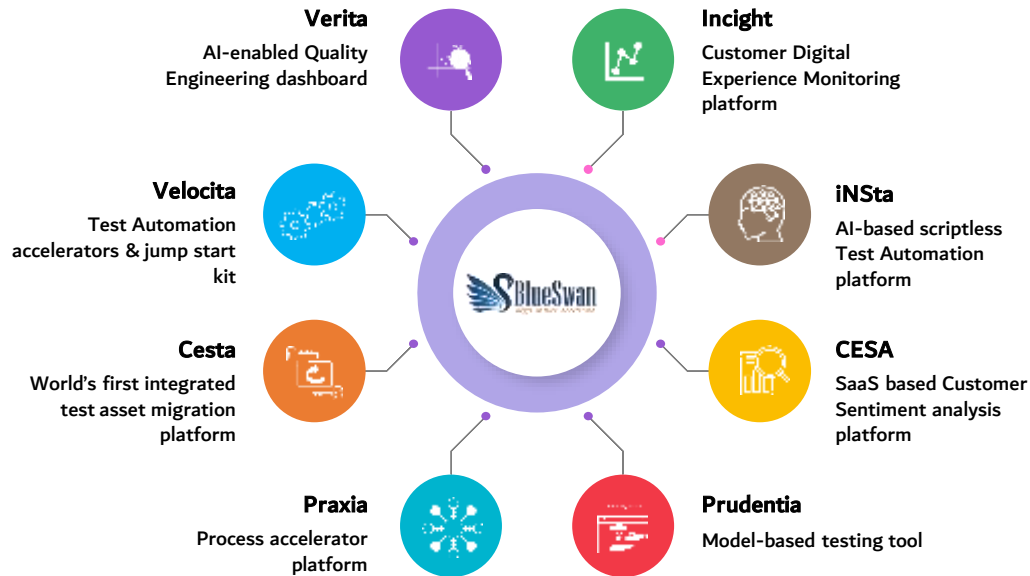 Verita
AI-enabled Quality
Engineering dashboard
Incight
Customer Digital
Experience Monitoring
platform
Velocita
Test Automation
accelerators & jump start
kit
iNSta
AI-based scriptless
Test Automation
platform
BlueSwan
Cesta
World’s first integrated
test asset migration
platform
CESA
SaaS based Customer
Sentiment analysis
platform
Praxia
Process accelerator
platform
Prudentia
Model-based testing tool